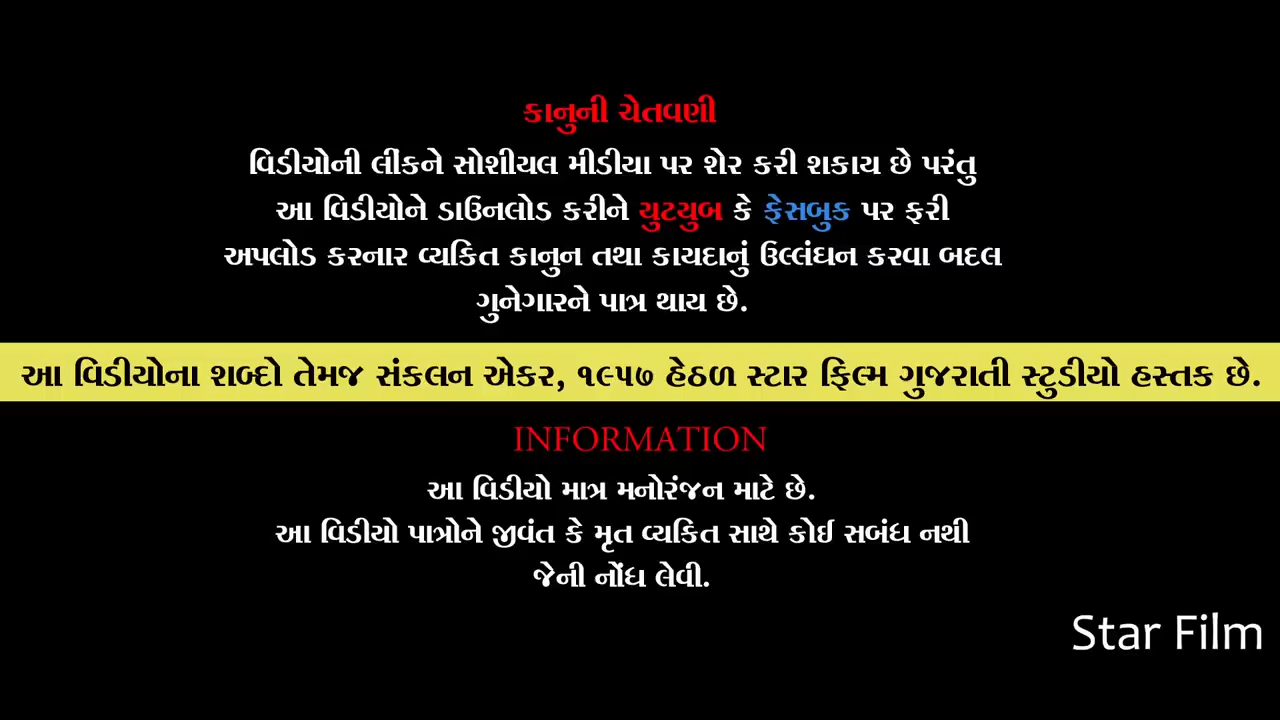 કાનુની ચેતવણી
વિડીયોની લીંકને સોશીયલ મીડીયા પર શેર કરી શકાય છે પરંતુ
આ વિડીયોને ડાઉનલોડ કરીને યુટયુબ કે ફેસબુક પર ફરી
અપલોડ કરનાર વ્યકિત કાનુન તથા કાયદાનું ઉલ્લંઘન કરવા બદલ
ગુનેગારને પાત્ર થાય છે.
આ વિડીયોના શબ્દો તેમજ સંકલન એકર, ૧૯૫૭ હેઠળ સ્ટાર ફિલ્મ ગુજરાતી સ્ટુડીયો હસ્તક છે.
INFORMATION
આ વિડીયો માત્ર મનોરંજન માટે છે.
આ વિડીયો પાત્રોને જીવંત કે મૃત વ્યકિત સાથે કોઈ સબંધ નથી
જેની નોંધ લેવી.
Star Film